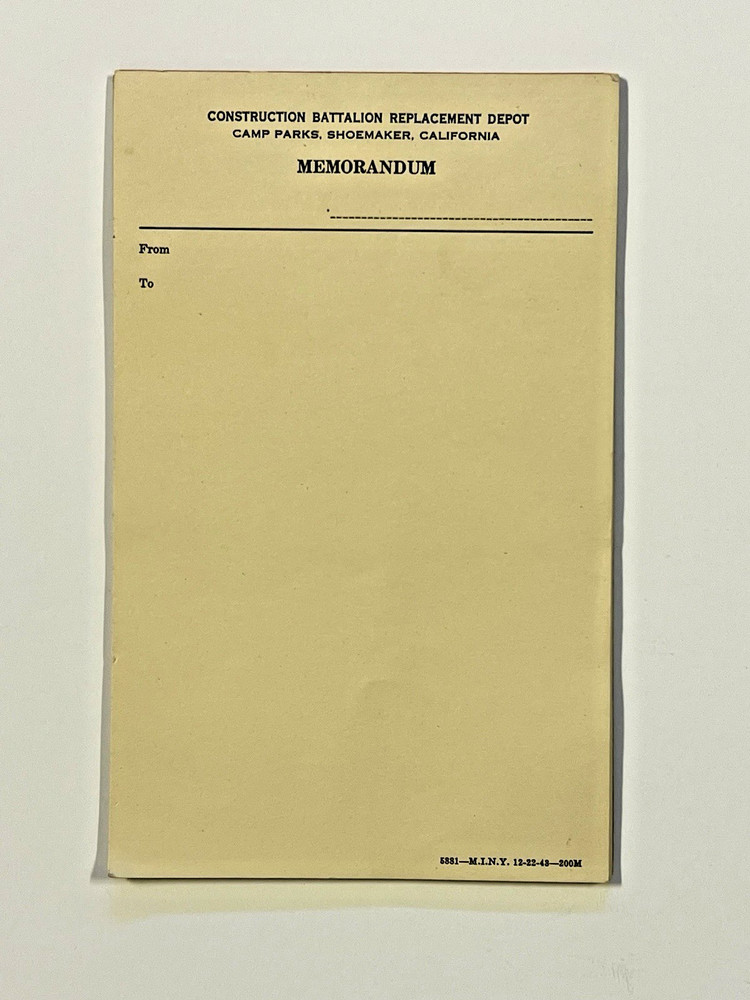 CONSTRUCTION BATTALION REPLACEMENT DEPOT
CAMP PARKS, SHOEMAKER, CALIFORNIA
MEMORANDUM
From
To
5881—M.I.N.Y. 12-22-43—200M